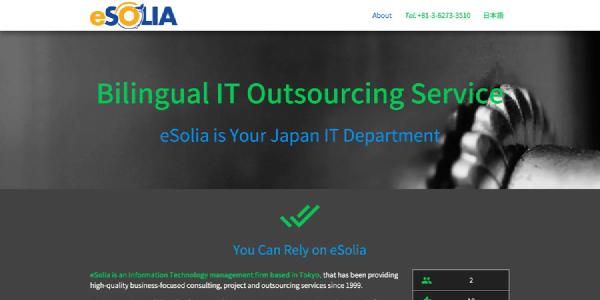 eSOLIA
About Tel: +81-3-6273-3510 日本語
Bilingual IT Outsourcing Service
eSolia is Your Japan IT Department
You Can Rely on eSolia
eSolia is an Information Technology management firm based in Tokyo, that has been providing
high-quality business-focused consulting, project and outsourcing services since 1999.
2